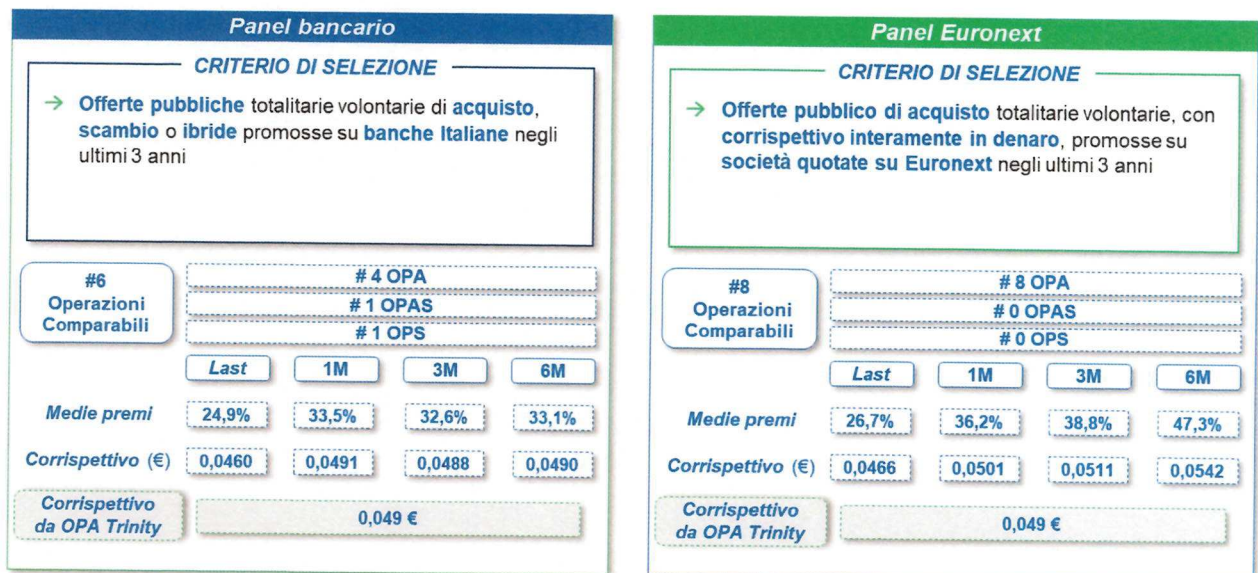 Panel bancario
CRITERIO DI SELEZIONE
→ Offerte pubbliche totalitarie volontarie di acquisto,
scambio o ibride promosse su banche Italiane negli
ultimi 3 anni
#6
Operazioni
Comparabili
# 4 OPA
# 1 OPAS
# 1 OPS
Last 1M 3M 6M
Medie premi 24,9% 33,5% 32,6% 33,1%
Corrispettivo (€) 0,0460 0,0491 0,0488 0,0490
Corrispettivo
da OPA Trinity
0,049 €
Panel Euronext
CRITERIO DI SELEZIONE
→ Offerte pubblico di acquisto totalitarie volontarie, con
corrispettivo interamente in denaro, promosse su
società quotate su Euronext negli ultimi 3 anni
#8
Operazioni
Comparabili
# 8 OPA
# 0 OPAS
# 0 OPS
Last 1M 3M 6M
Medie premi 26,7% 36,2% 38,8% 47,3%
Corrispettivo (€) 0,0466 0,0501 0,0511 0,0542
Corrispettivo
da OPA Trinity
0,049 €